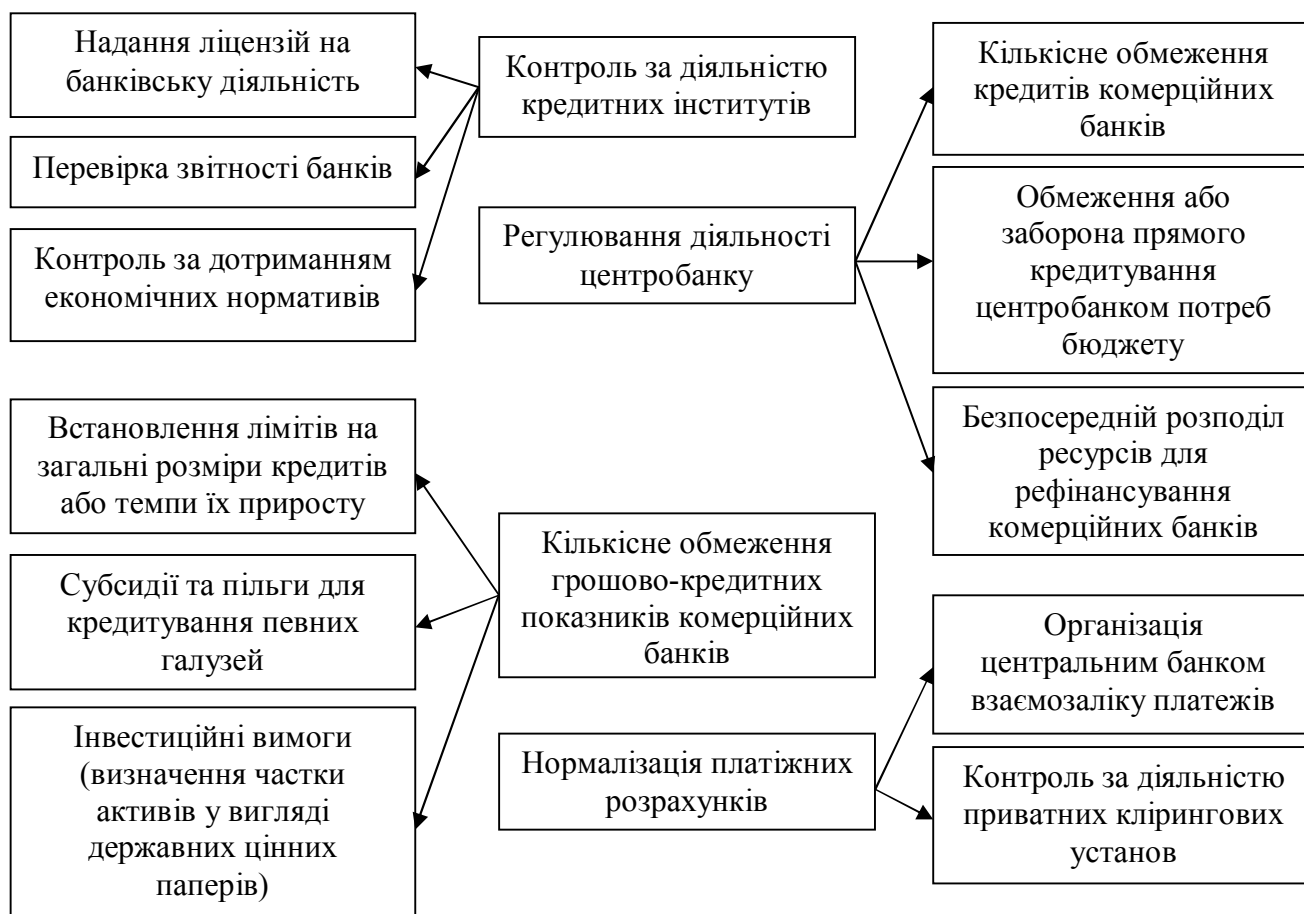 Надання ліцензій на
банківську діяльність
Перевірка звітності банків
Контроль за дотриманням
економічних нормативів
Контроль за діяльністю
кредитних інститутів
Регулювання діяльності
центробанку
Кількісне обмеження
кредитів комерційних
банків
Обмеження або
заборона прямого
кредитування
центробанком потреб
бюджету
Безпосередній розподіл
ресурсів для
рефінансування
комерційних банків
Встановлення лімітів на
загальні розміри кредитів
або темпи їх приросту
Субсидії та пільги для
кредитування певних
галузей
Інвестиційні вимоги
(визначення частки
активів у вигляді
державних цінних
паперів)
Кількісне обмеження
грошово-кредитних
показників комерційних
банків
Нормалізація платіжних
розрахунків
Організація
центральним банком
взаємозаліку платежів
Контроль за діяльністю
приватних клірингових
установ